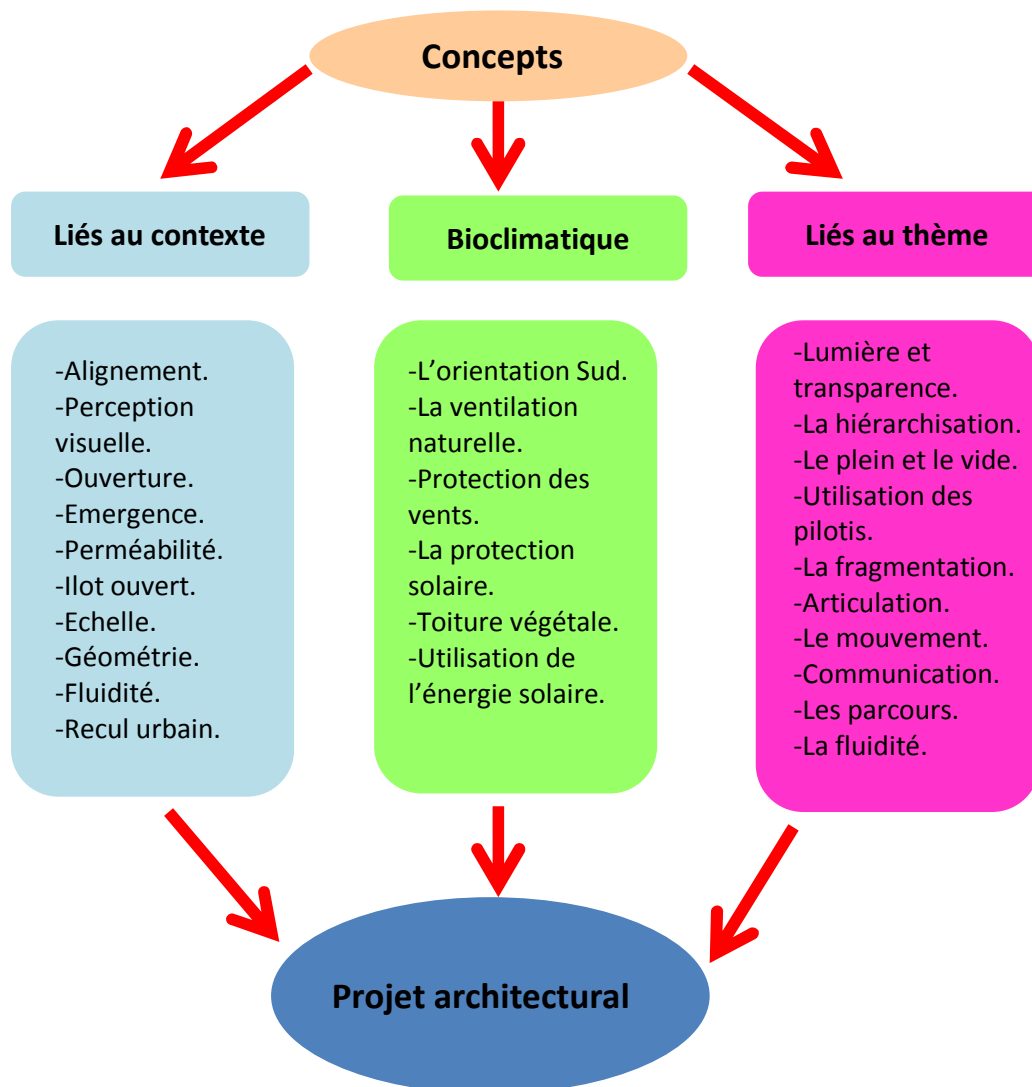 Concepts
Liés au contexte
Bioclimatique
Liés au thème
-Alignement.
-Perception
visuelle.
-Ouverture.
-Emergence.
-Perméabilité.
-Ilot ouvert.
-Echelle.
-Géométrie.
-Fluidité.
-Recul urbain.
-L’orientation Sud.
-La ventilation
naturelle.
-Protection des
vents.
-La protection
solaire.
-Toiture végétale.
-Utilisation de
l’énergie solaire.
-Lumière et
transparence.
-La hiérarchisation.
-Le plein et le vide.
-Utilisation des
pilotis.
-La fragmentation.
-Articulation.
-Le mouvement.
-Communication.
-Les parcours.
-La fluidité.
Projet architectural